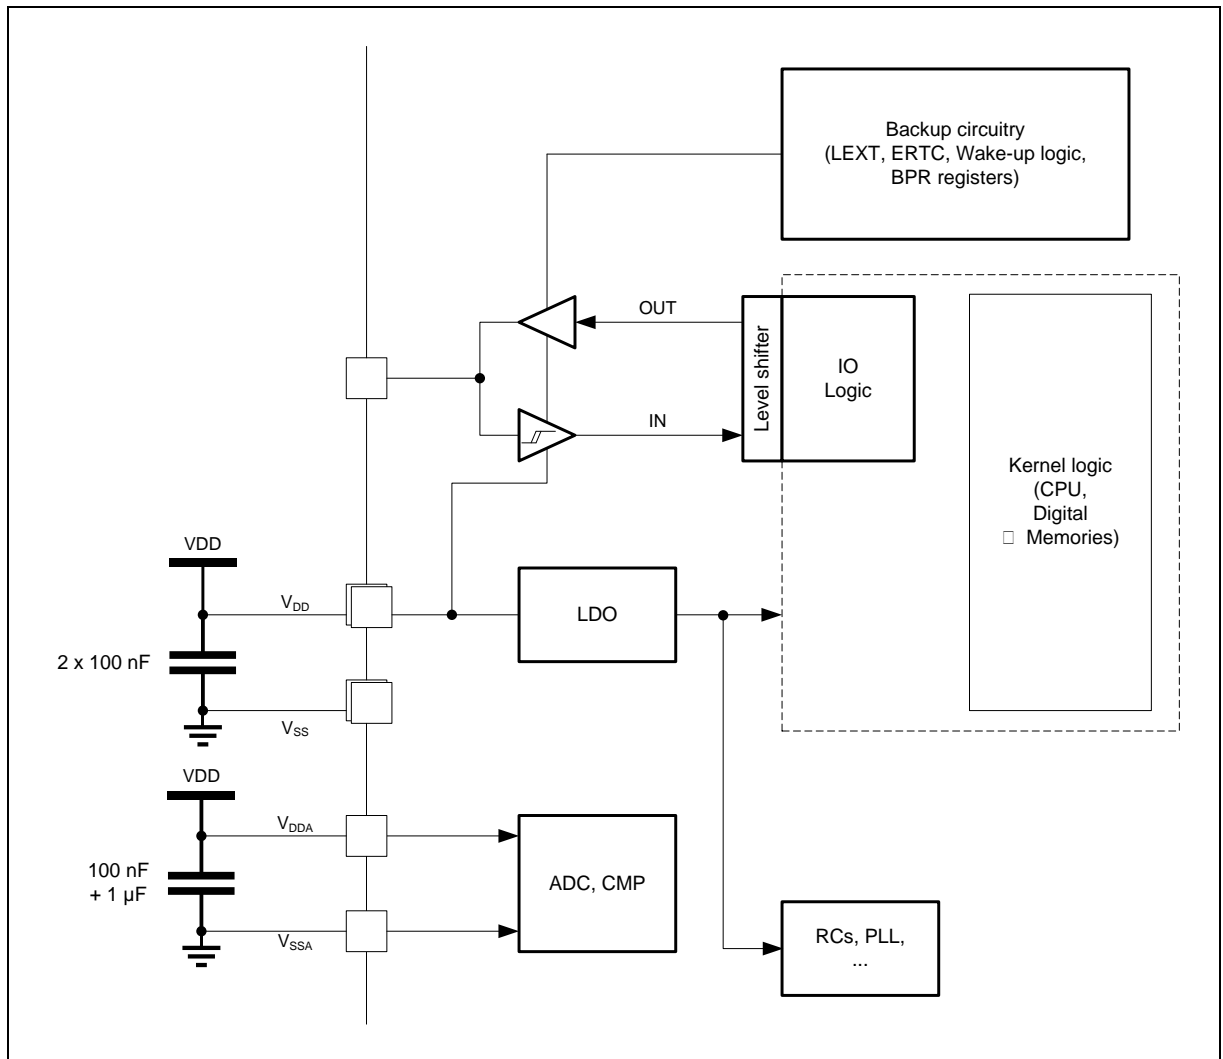 Backup circuitry
(LEXT, ERTC, Wake-up logic,
BPR registers)
OUT
Level shifter
IO
Logic
IN
Kernel logic
(CPU,
Digital
□ Memories)
VDD
VDD
LDO
2 x 100 nF
VSS
VDD
VDDA
100 nF
+ 1 µF
ADC, CMP
VSSA
RCs, PLL,
...